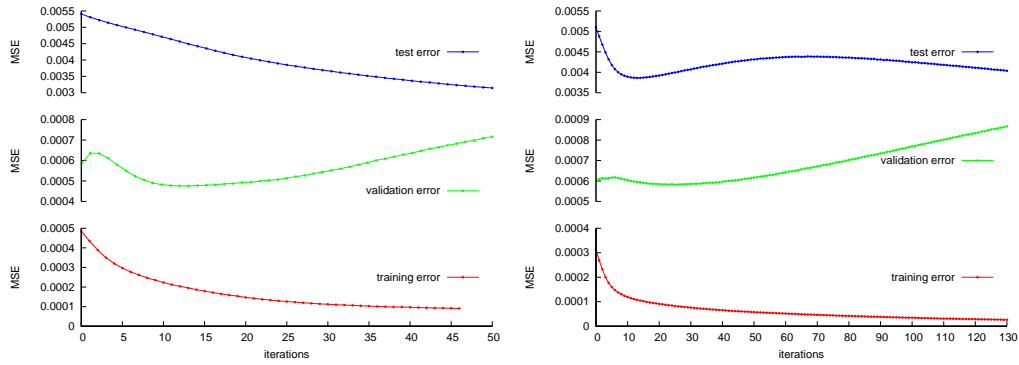 0.0055
0.005
0.0045
0.004
0.0035
0.003
MSE
test error
0.0008
0.0007
0.0006
0.0005
0.0004
MSE
validation error
0.0005
0.0004
0.0003
0.0002
0.0001
0
MSE
training error
0 5 10 15 20 25 30 35 40 45 50
iterations
0.0055
0.005
0.0045
0.004
0.0035
MSE
test error
0.0009
0.0008
0.0007
0.0006
0.0005
MSE
validation error
0.0004
0.0003
0.0002
0.0001
0
MSE
training error
0 10 20 30 40 50 60 70 80 90 100 110 120 130
iterations